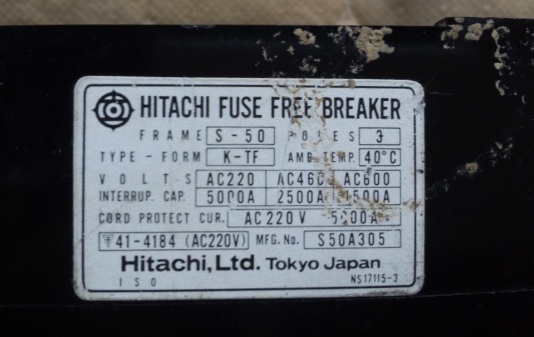 HITACHI FUSE FREE BREAKER
FRAME S-50 POLES 3
TYPE-FORM K-TF AMB. TEMP. 40°C
VOLTS AC220 AC460 AC600
INTERRUP. CAP. 5000A 2500A 1500A
CORD PROTECT CUR. AC220V 5000A
41-4184 (AC220V) MFG. No. S50A305
Hitachi, Ltd. Tokyo Japan
ISO NS17115-3